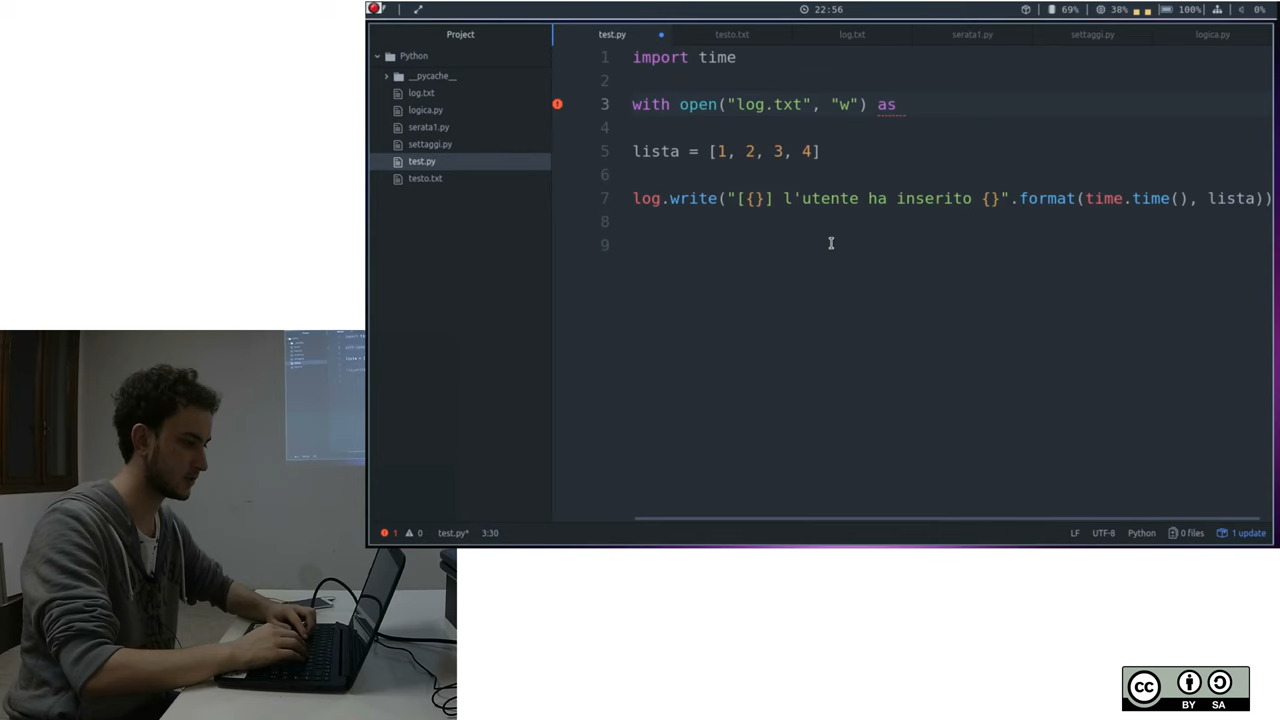 22:56
69%
38%
100%
0%
Project
test.py
testo.txt
log.txt
serata1.py
settaggi.py
logica.py
Python
__pycache__
log.txt
logica.py
serata1.py
settaggi.py
test.py
testo.txt
1 import time
2
3 with open("log.txt", "w") as
4
5 lista = [1, 2, 3, 4]
6
7 log.write("[{}] l'utente ha inserito {}".format(time.time(), lista))
8
9
1 0 test.py* 3:30
LF UTF-8 Python 0 files 1 update
cc BY SA